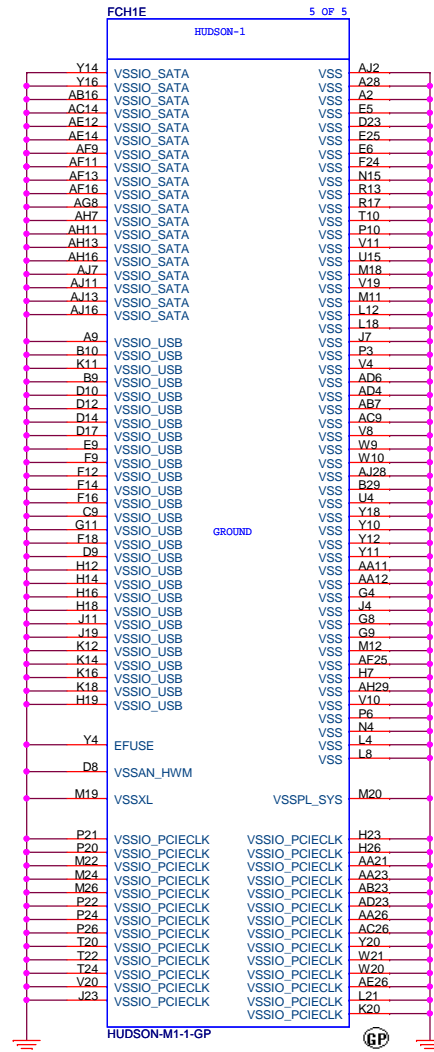 FCH1E 5 OF 5
HUDSON-1
Y14 VSSIO_SATA VSS AJ2
Y16 VSSIO_SATA VSS A28
AB16 VSSIO_SATA VSS A2
AC14 VSSIO_SATA VSS E5
AE12 VSSIO_SATA VSS D23
AE14 VSSIO_SATA VSS E25
AF9 VSSIO_SATA VSS E6
AF11 VSSIO_SATA VSS F24
AF13 VSSIO_SATA VSS N15
AF16 VSSIO_SATA VSS R13
AG8 VSSIO_SATA VSS R17
AH7 VSSIO_SATA VSS T10
AH11 VSSIO_SATA VSS P10
AH13 VSSIO_SATA VSS V11
AH16 VSSIO_SATA VSS U15
AJ7 VSSIO_SATA VSS M18
AJ11 VSSIO_SATA VSS V19
AJ13 VSSIO_SATA VSS M11
AJ16 VSSIO_SATA VSS L12
VSS L18
A9 VSSIO_USB VSS J7
B10 VSSIO_USB VSS P3
K11 VSSIO_USB VSS V4
B9 VSSIO_USB VSS AD6
D10 VSSIO_USB VSS AD4
D12 VSSIO_USB VSS AB7
D14 VSSIO_USB VSS AC9
D17 VSSIO_USB VSS V8
E9 VSSIO_USB VSS W9
F9 VSSIO_USB VSS W10
F12 VSSIO_USB VSS AJ28
F14 VSSIO_USB VSS B29
F16 VSSIO_USB VSS U4
C9 VSSIO_USB VSS Y18
G11 VSSIO_USB GROUND VSS Y10
F18 VSSIO_USB VSS Y12
D9 VSSIO_USB VSS Y11
H12 VSSIO_USB VSS AA11
H14 VSSIO_USB VSS AA12
H16 VSSIO_USB VSS G4
H18 VSSIO_USB VSS J4
J11 VSSIO_USB VSS G8
J19 VSSIO_USB VSS G9
K12 VSSIO_USB VSS M12
K14 VSSIO_USB VSS AF25
K16 VSSIO_USB VSS H7
K18 VSSIO_USB VSS AH29
H19 VSSIO_USB VSS V10
VSS P6
VSS N4
Y4 EFUSE VSS L4
VSS L8
D8 VSSAN_HWM
M19 VSSXL VSSPL_SYS M20
P21 VSSIO_PCIECLK VSSIO_PCIECLK H23
P20 VSSIO_PCIECLK VSSIO_PCIECLK H26
M22 VSSIO_PCIECLK VSSIO_PCIECLK AA21
M24 VSSIO_PCIECLK VSSIO_PCIECLK AA23
M26 VSSIO_PCIECLK VSSIO_PCIECLK AB23
P22 VSSIO_PCIECLK VSSIO_PCIECLK AD23
P24 VSSIO_PCIECLK VSSIO_PCIECLK AA26
P26 VSSIO_PCIECLK VSSIO_PCIECLK AC26
T20 VSSIO_PCIECLK VSSIO_PCIECLK Y20
T22 VSSIO_PCIECLK VSSIO_PCIECLK W21
T24 VSSIO_PCIECLK VSSIO_PCIECLK W20
V20 VSSIO_PCIECLK VSSIO_PCIECLK AE26
J23 VSSIO_PCIECLK VSSIO_PCIECLK L21
VSSIO_PCIECLK K20
HUDSON-M1-1-GP GP